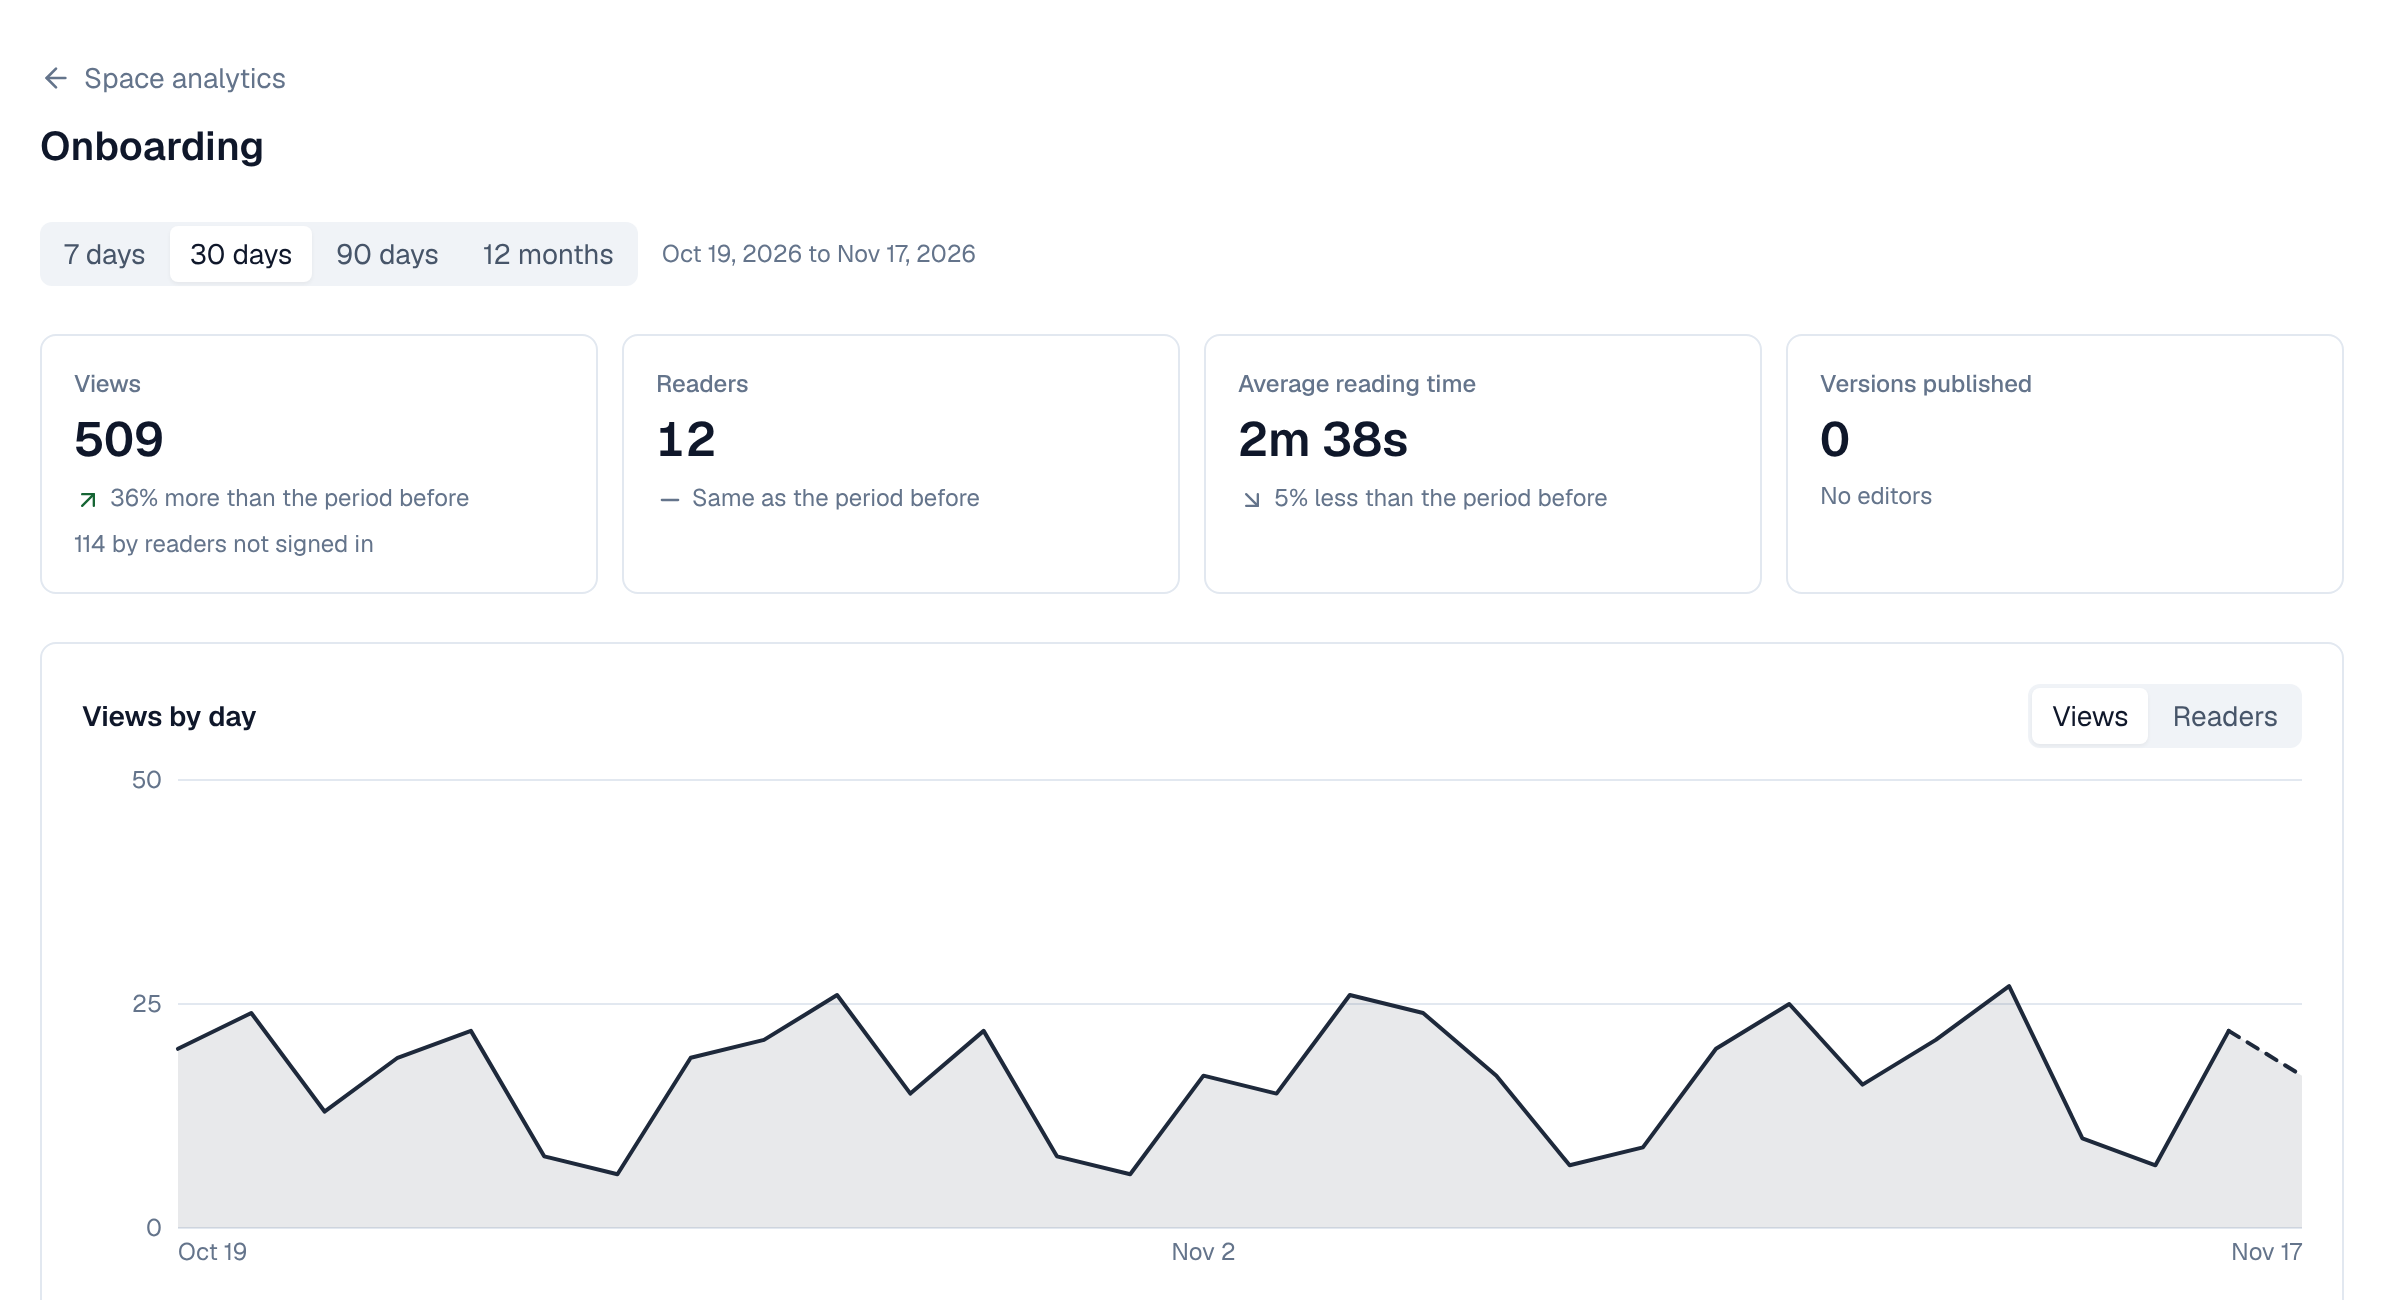 Space analytics
Onboarding
7 days 30 days 90 days 12 months Oct 19, 2026 to Nov 17, 2026
Views
509
36% more than the period before
114 by readers not signed in
Readers
12
Same as the period before
Average reading time
2m 38s
5% less than the period before
Versions published
0
No editors
Views by day
Views Readers
50
25
0
Oct 19 Nov 2 Nov 17